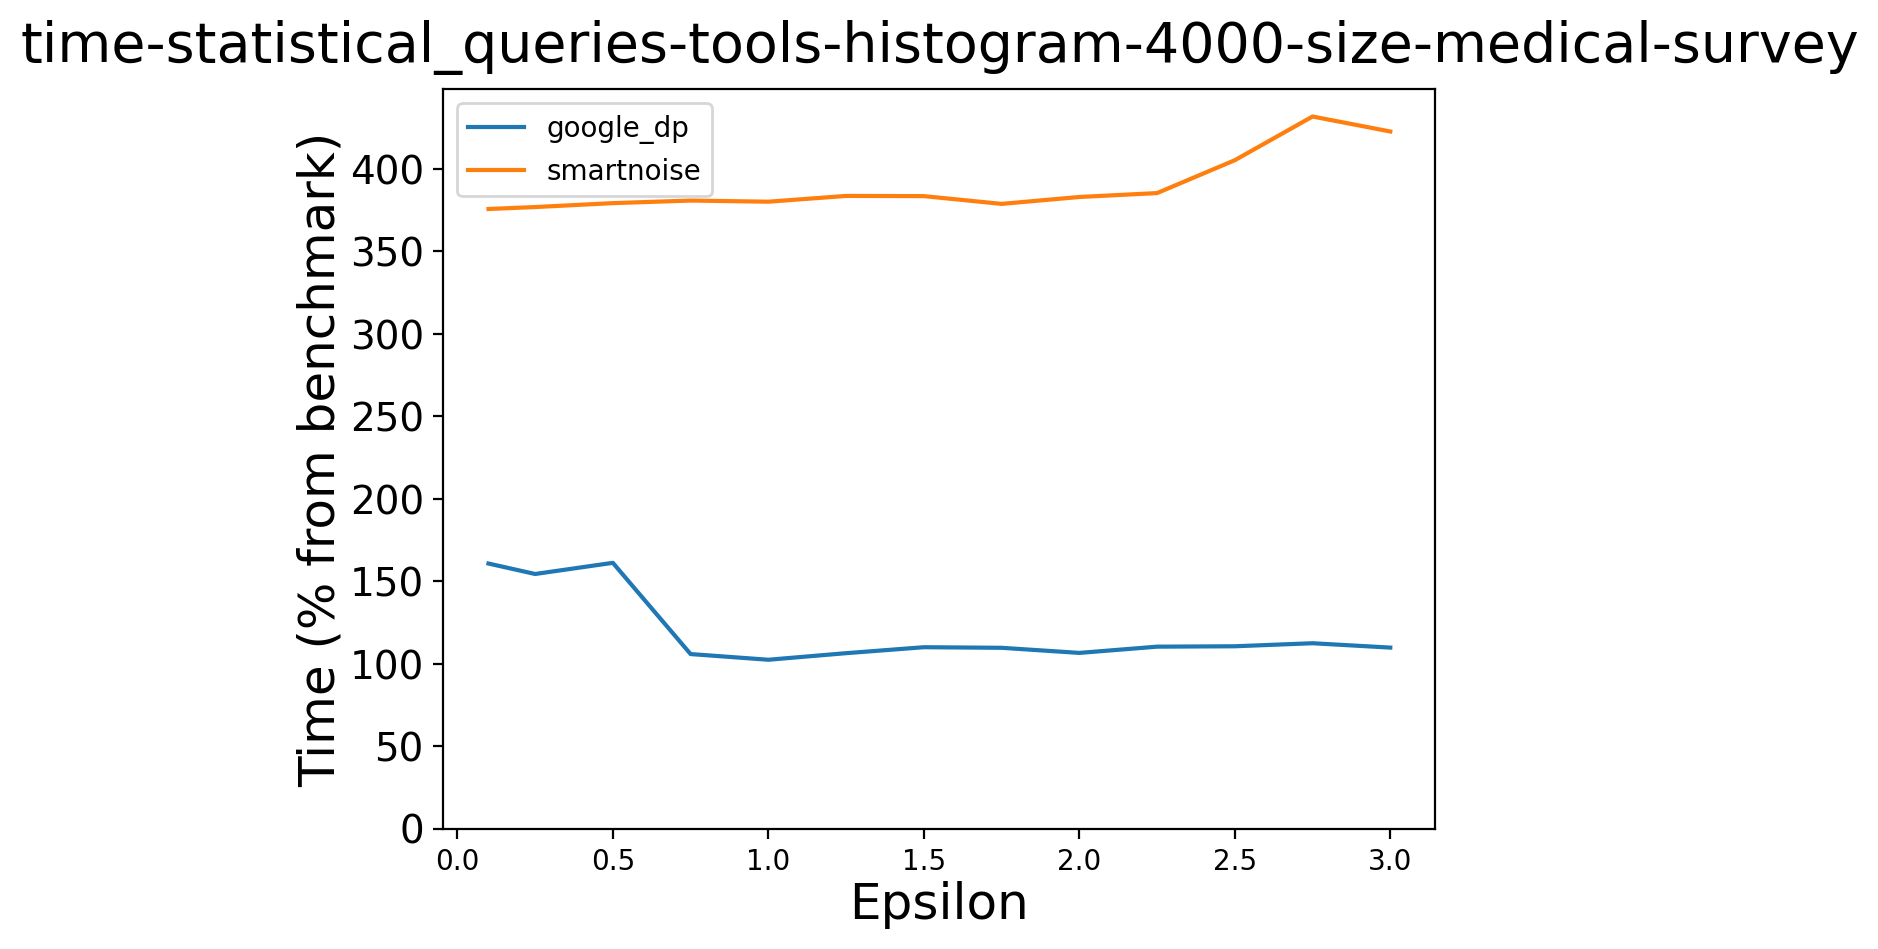 time-statistical_queries-tools-histogram-4000-size-medical-survey
google_dp
smartnoise
Time (% from benchmark)
400
350
300
250
200
150
100
50
0
0.0 0.5 1.0 1.5 2.0 2.5 3.0
Epsilon